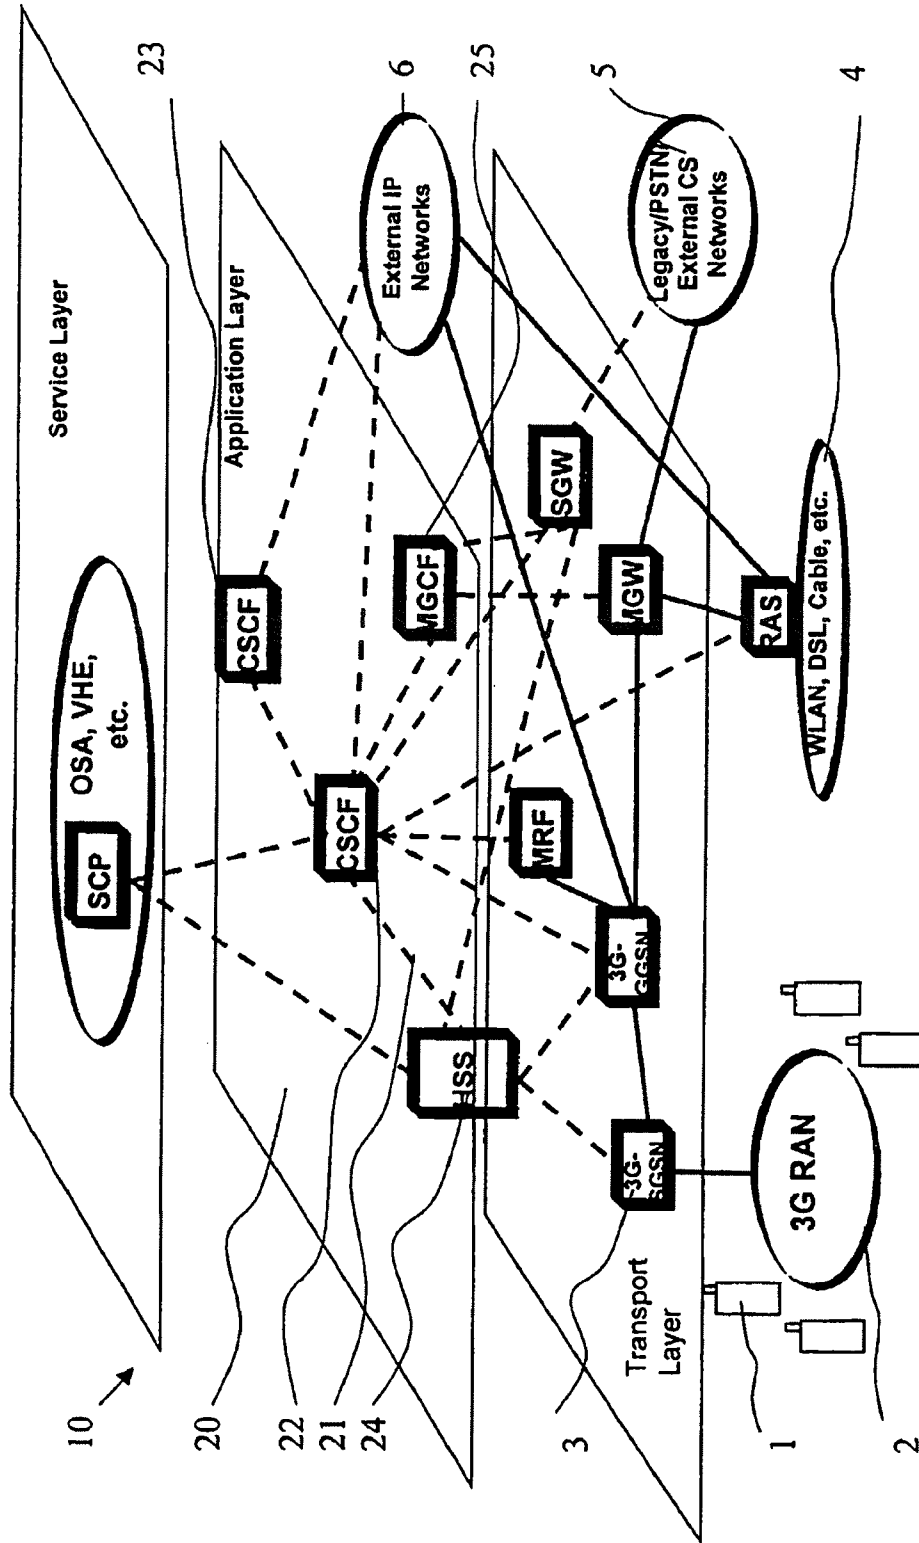 10
Service Layer
SCP
OSA, VHE,
etc.
23
20
22
21
24
Application Layer
CSCF
CSCF
HSS
MGCF
External IP
Networks
6
25
3
Transport
Layer
MRF
SGW
3G-
SGSN
3G-
GGSN
MGW
Legacy/PSTN/
External CS
Networks
5
1
2
3G RAN
RAS
WLAN, DSL, Cable, etc.
4